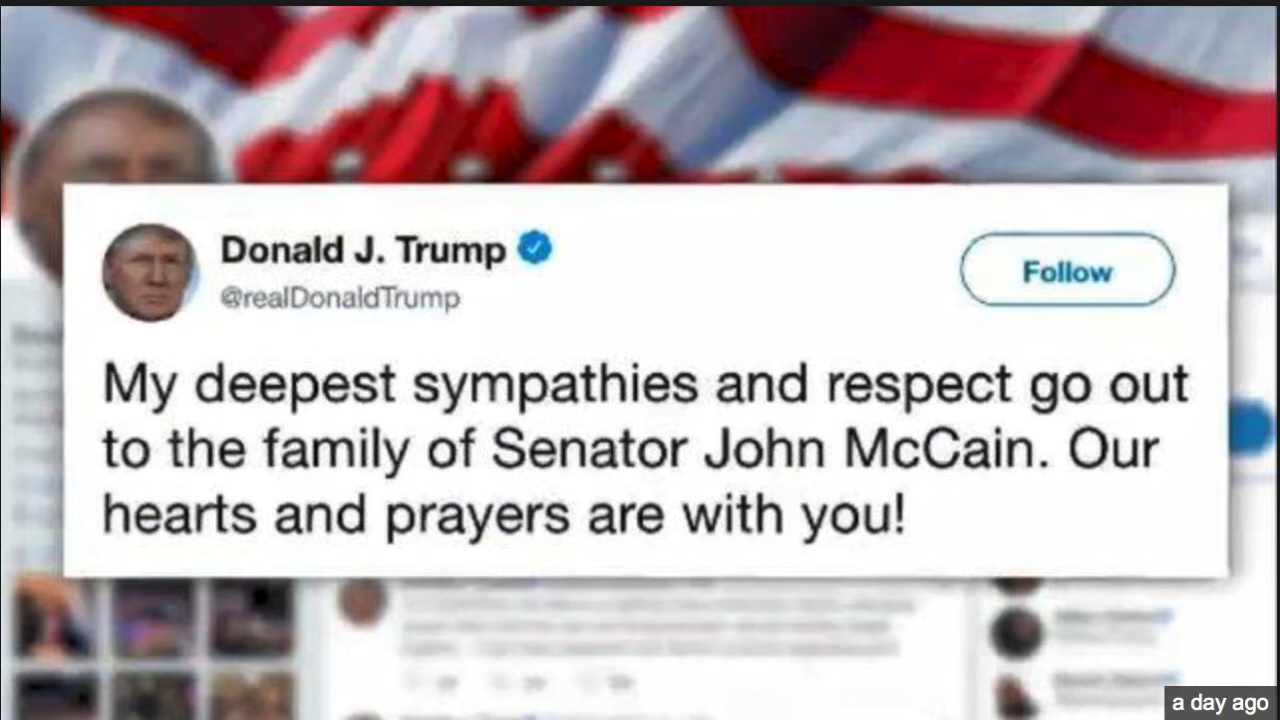 Donald J. Trump
@realDonaldTrump
Follow
My deepest sympathies and respect go out
to the family of Senator John McCain. Our
hearts and prayers are with you!
a day ago